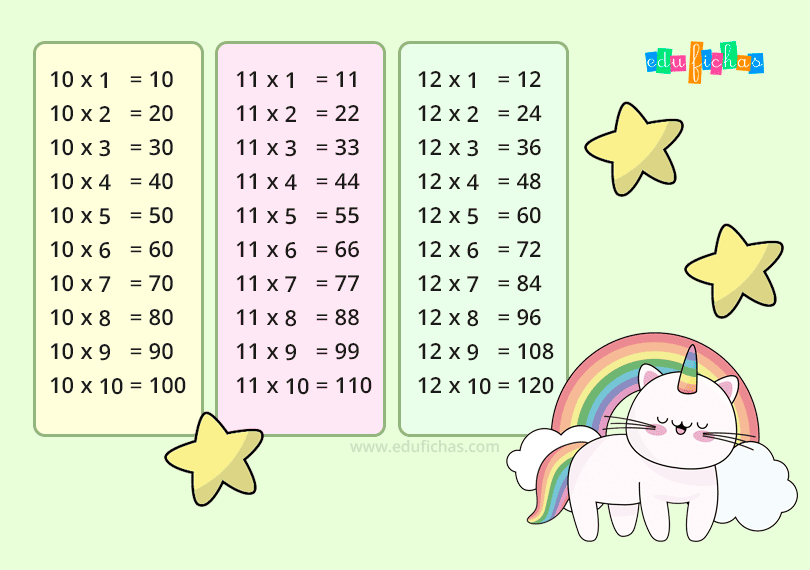 edufichas
10 x 1 = 10
10 x 2 = 20
10 x 3 = 30
10 x 4 = 40
10 x 5 = 50
10 x 6 = 60
10 x 7 = 70
10 x 8 = 80
10 x 9 = 90
10 x 10 = 100
11 x 1 = 11
11 x 2 = 22
11 x 3 = 33
11 x 4 = 44
11 x 5 = 55
11 x 6 = 66
11 x 7 = 77
11 x 8 = 88
11 x 9 = 99
11 x 10 = 110
12 x 1 = 12
12 x 2 = 24
12 x 3 = 36
12 x 4 = 48
12 x 5 = 60
12 x 6 = 72
12 x 7 = 84
12 x 8 = 96
12 x 9 = 108
12 x 10 = 120
www.edufichas.com